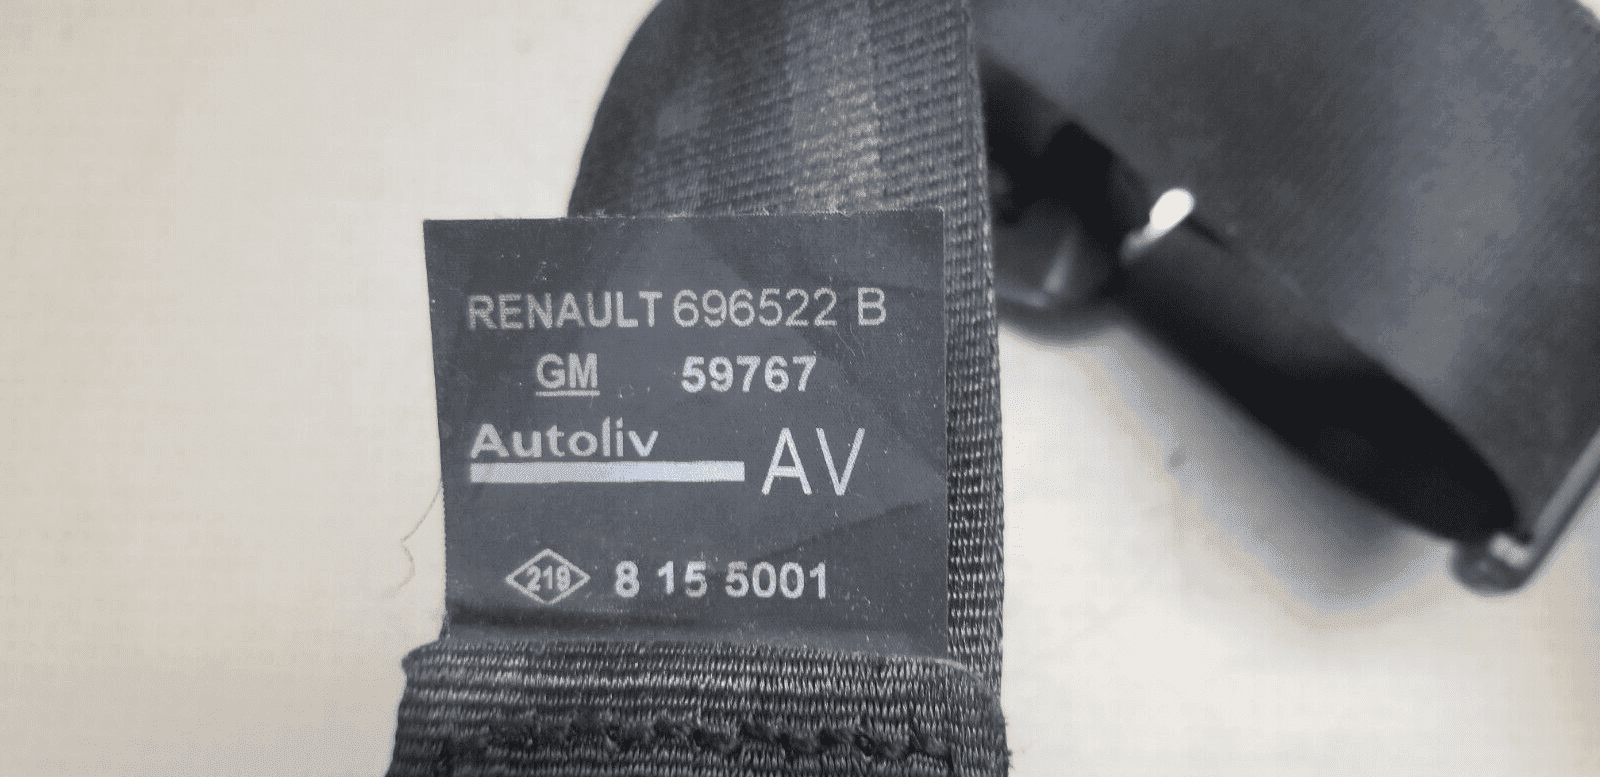 RENAULT 696522 B
GM 59767
Autoliv AV
219 8 15 5001